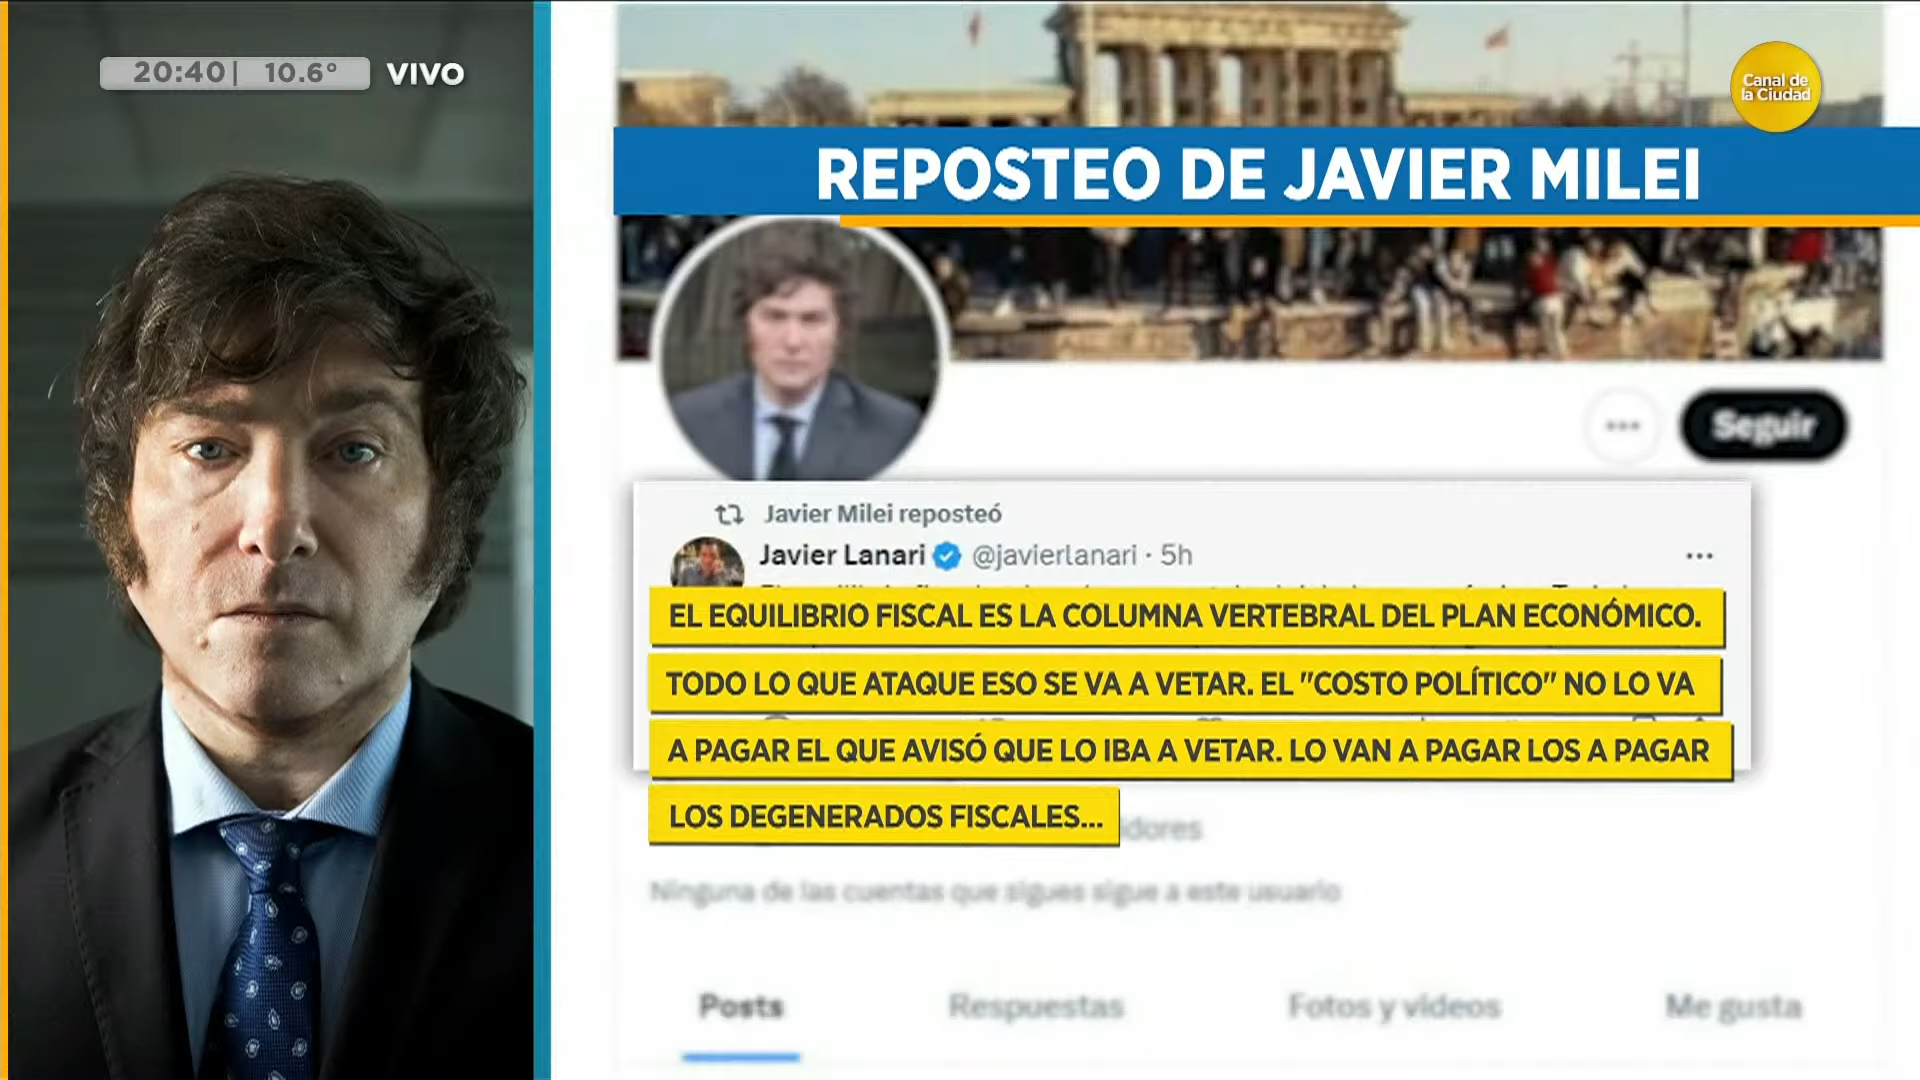 20:40| 10.6° VIVO
Canal de
la Ciudad
REPOSTEO DE JAVIER MILEI
Seguir
Javier Milei reposteó
Javier Lanari @javierlanari · 5h
EL EQUILIBRIO FISCAL ES LA COLUMNA VERTEBRAL DEL PLAN ECONÓMICO.
TODO LO QUE ATAQUE ESO SE VA A VETAR. EL "COSTO POLÍTICO" NO LO VA
A PAGAR EL QUE AVISÓ QUE LO IBA A VETAR. LO VAN A PAGAR LOS A PAGAR
LOS DEGENERADOS FISCALES...
Ninguna de las cuentas que sigues sigue a este usuario
Posts Respuestas Fotos y videos Me gusta